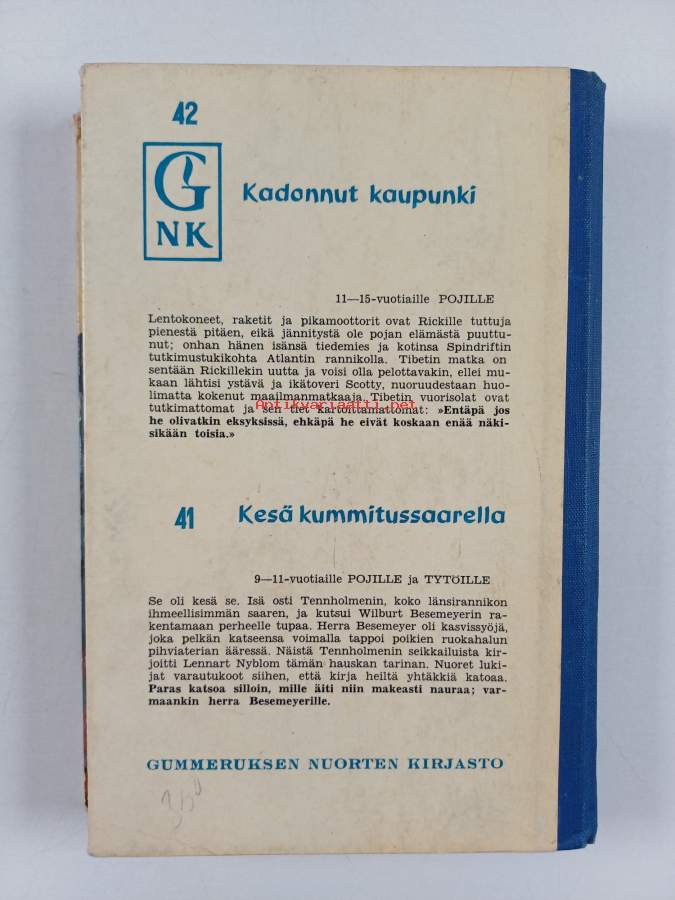 42
G
NK
Kadonnut kaupunki
11—15-vuotiaille POJILLE
Lentokoneet, raketit ja pikamoottorit ovat Rickille tuttuja
pienestä pitäen, eikä jännitystä ole pojan elämästä puuttu-
nut; onhan hänen isänsä tiedemies ja kotinsa Spindriftin
tutkimustukikohta Atlantin rannikolla. Tibetin matka on
sentään Rickillekin uutta ja voisi olla pelottavakin, ellei mu-
kaan lähtisi ystävä ja ikätoveri Scotty, nuoruudestaan huo-
limatta kokenut maailmanmatkaaja. Tibetin vuorisolat ovat
tutkimattomat ja sen tiet kartoittamattomat: »Entäpä jos
he olivatkin eksyksissä, ehkäpä he eivät koskaan enää näki-
sikään toisia.»
Antikvariaatti.net
41 Kesä kummitussaarella
9—11-vuotiaille POJILLE ja TYTÖILLE
Se oli kesä se. Isä osti Tennholmenin, koko länsirannikon
ihmeellisimmän saaren, ja kutsui Wilburt Besemeyerin ra-
kentamaan perheelle tupaa. Herra Besemeyer oli kasvissyöjä,
joka pelkän katseensa voimalla tappoi poikien ruokahalun
pihviaterian ääressä. Näistä Tennholmenin seikkailuista kir-
joitti Lennart Nyblom tämän hauskan tarinan. Nuoret luki-
jat varautukoot siihen, että kirja heiltä yhtäkkiä katoaa.
Paras katsoa silloin, mille äiti niin makeasti nauraa; var-
maankin herra Besemeyerille.
GUMMERUKSEN NUORTEN KIRJASTO